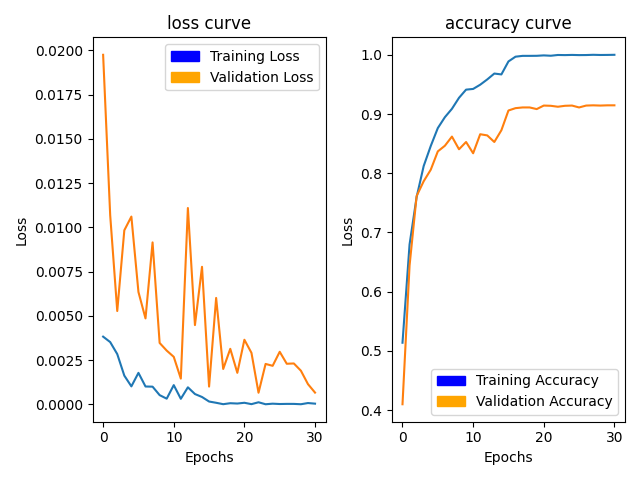 loss curve
Loss
0.0200
0.0175
0.0150
0.0125
0.0100
0.0075
0.0050
0.0025
0.0000
Training Loss
Validation Loss
0
10
20
30
Epochs
accuracy curve
Loss
1.0
0.9
0.8
0.7
0.6
0.5
0.4
Training Accuracy
Validation Accuracy
0
10
20
30
Epochs